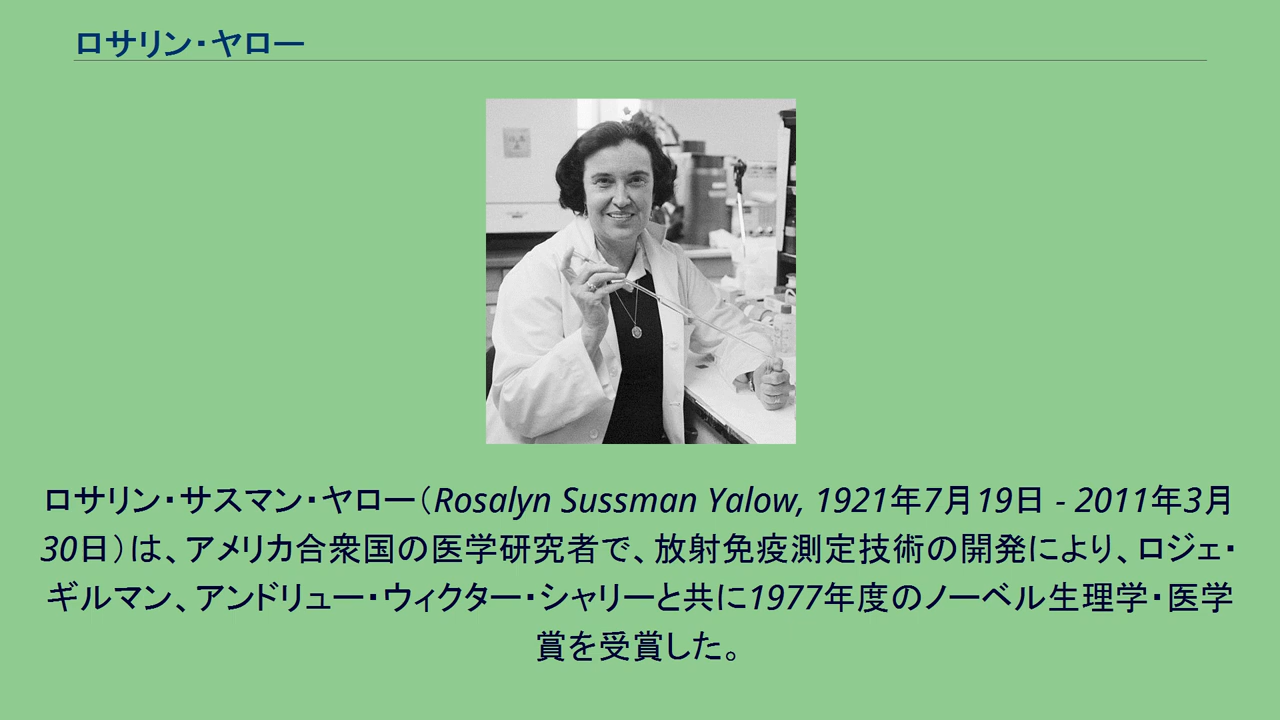 ロサリン・ヤロー
ロサリン・サスマン・ヤロー（Rosalyn Sussman Yalow, 1921年7月19日 - 2011年3月
30日）は、アメリカ合衆国の医学研究者で、放射免疫測定技術の開発により、ロジェ・
ギルマン、アンドリュー・ウィクター・シャリーと共に1977年度のノーベル生理学・医学
賞を受賞した。